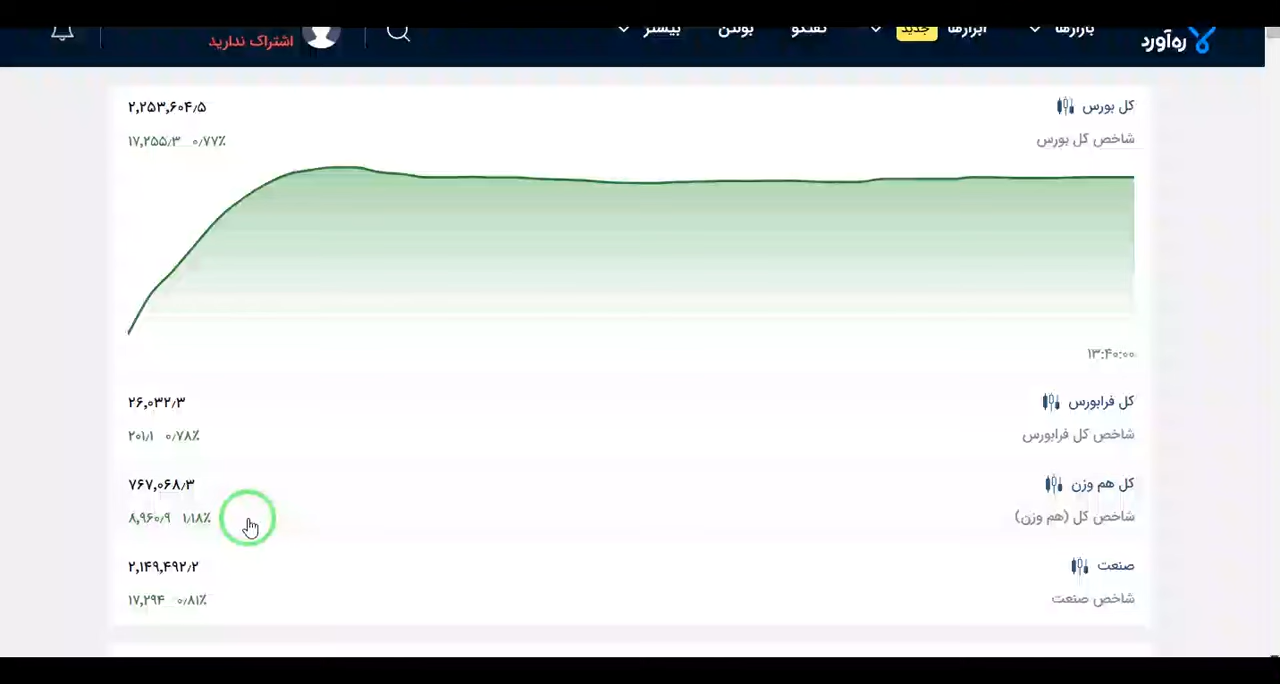 ره‌آورد
بازارها
ابزارها جدید
گفتگو
بولتن
بیشتر
اشتراک ندارید
کل بورس
۲,۲۵۳,۶۰۴/۵
شاخص کل بورس
۱۷,۲۵۵/۳ ۰/۷۷٪
۱۳:۴۰:۰۰
کل فرابورس
۲۶,۰۳۲/۳
شاخص کل فرابورس
۲۰۱/۱ ۰/۷۸٪
کل هم وزن
۷۶۷,۰۶۸/۳
شاخص کل (هم وزن)
۸,۹۶۰/۹ ۱/۱۸٪
صنعت
۲,۱۴۹,۴۹۲/۲
شاخص صنعت
۱۷,۲۹۴ ۰/۸۱٪